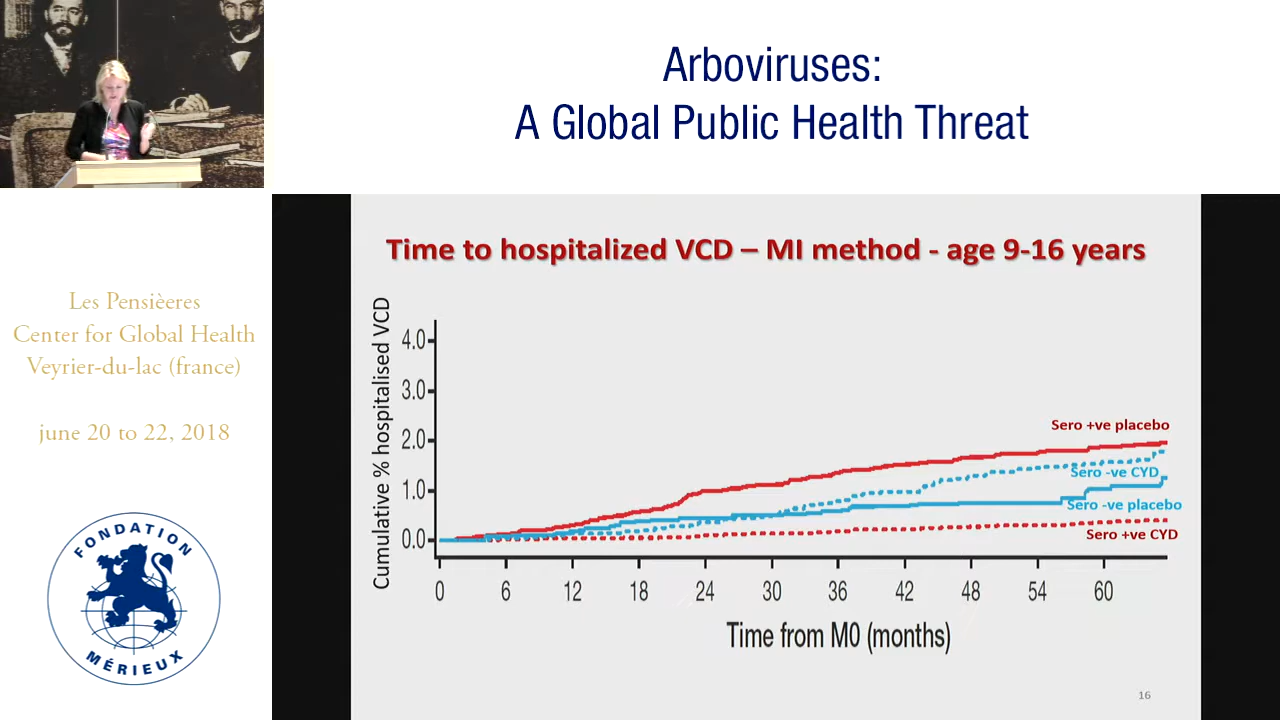 Arboviruses:
A Global Public Health Threat
Les Pensièeres
Center for Global Health
Veyrier-du-lac (france)
june 20 to 22, 2018
FONDATION
MÉRIEUX
Time to hospitalized VCD – MI method - age 9-16 years
Cumulative % hospitalised VCD
4.0
3.0
2.0
1.0
0.0
Sero +ve placebo
Sero -ve CYD
Sero -ve placebo
Sero +ve CYD
0 6 12 18 24 30 36 42 48 54 60
Time from M0 (months)
16